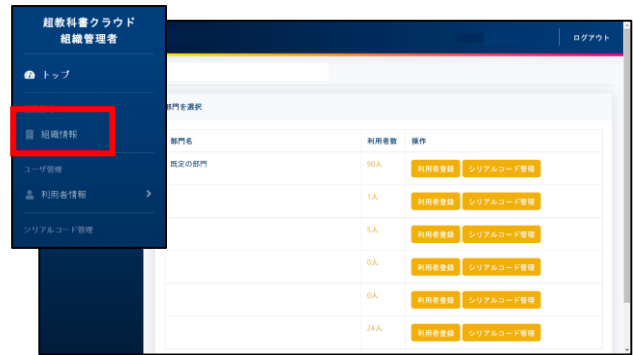 超教科書クラウド
組織管理者
トップ
組織情報
ユーザ管理
利用者情報
シリアルコード管理
ログアウト
部門を選択
部門名 利用者数 操作
既定の部門 90人 利用者登録 シリアルコード管理
1人 利用者登録 シリアルコード管理
5人 利用者登録 シリアルコード管理
0人 利用者登録 シリアルコード管理
0人 利用者登録 シリアルコード管理
24人 利用者登録 シリアルコード管理